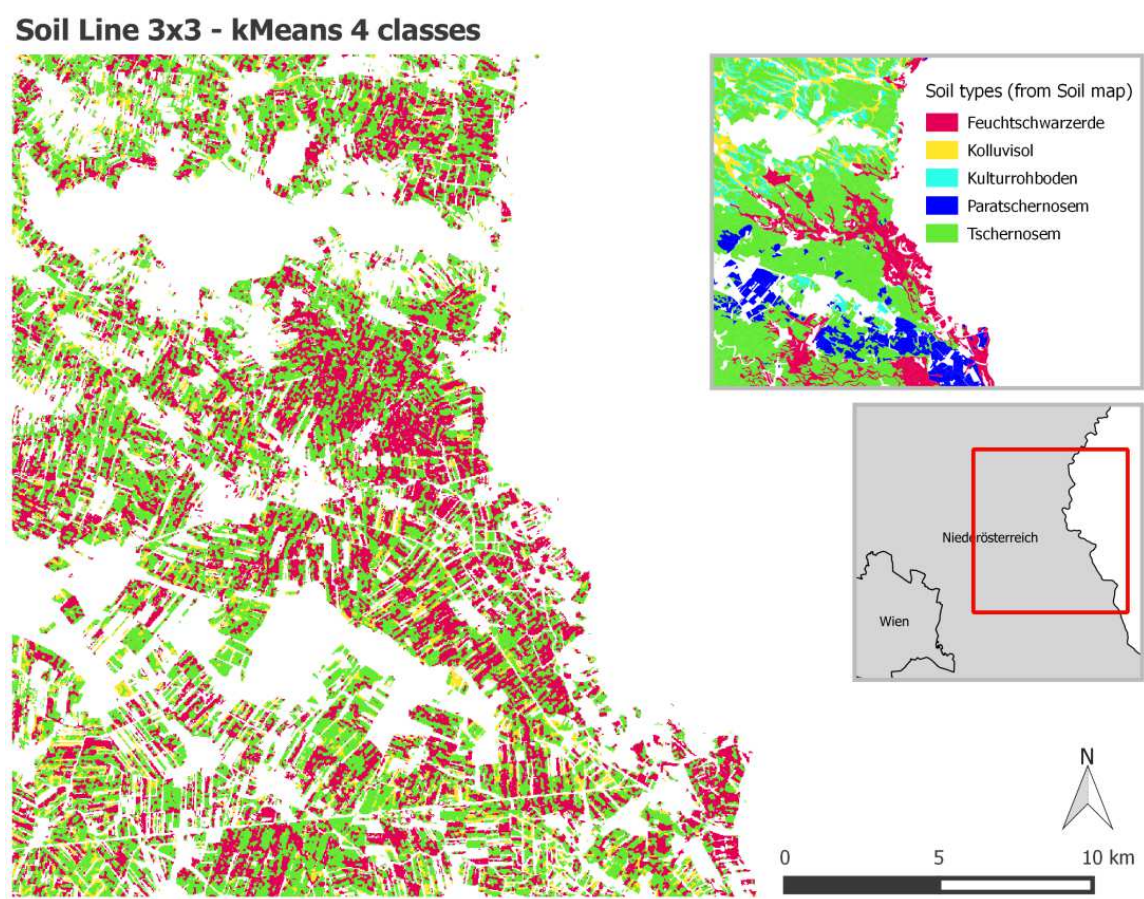 Soil Line 3x3 - kMeans 4 classes
Soil types (from Soil map)
Feuchtschwarzerde
Kolluvisol
Kulturrohboden
Paratschernosem
Tschernosem
Niederösterreich
Wien
N
0 5 10 km